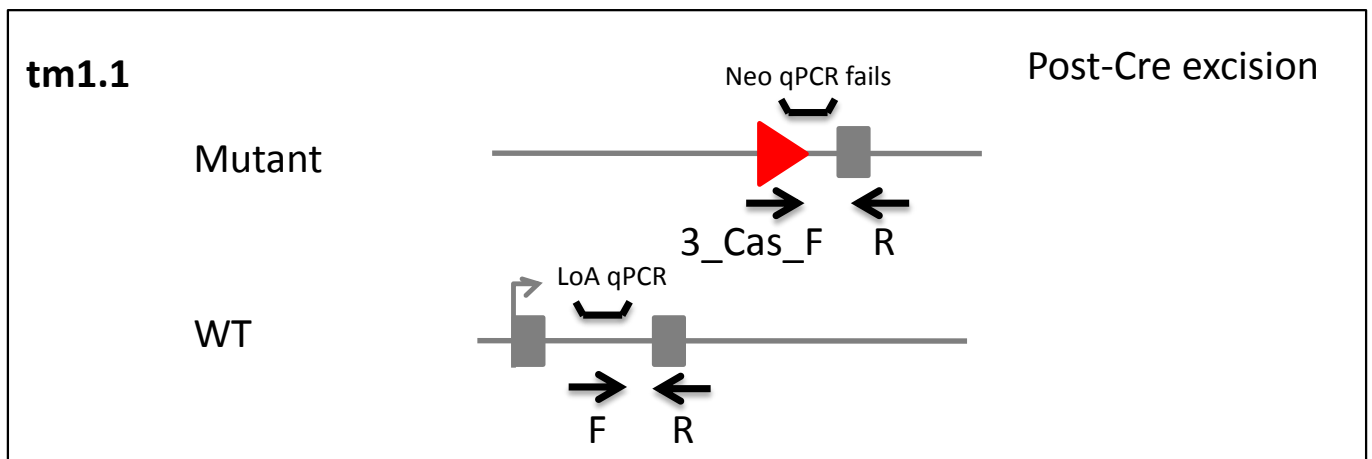 tm1.1
Post-Cre excision
Neo qPCR fails
Mutant
3_Cas_F
R
LoA qPCR
WT
F
R